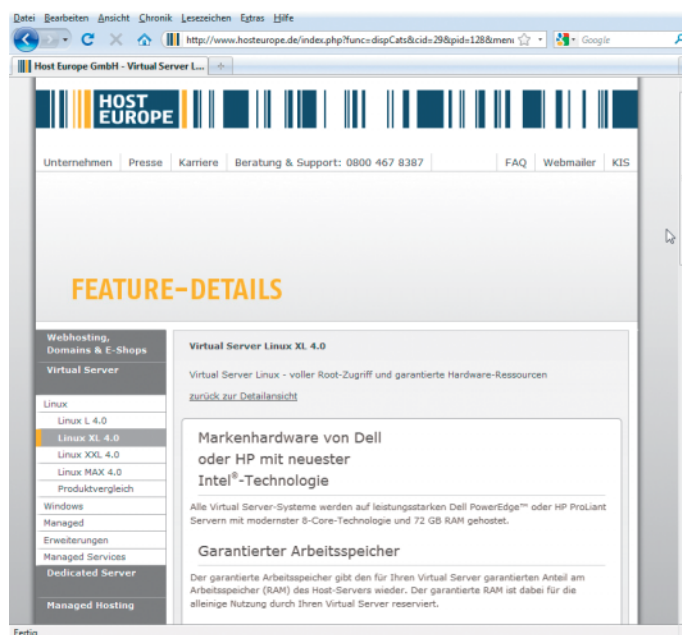 Datei Bearbeiten Ansicht Chronik Lesezeichen Extras Hilfe
http://www.hosteurope.de/index.php?func=dispCats&cid=29&pid=128&menu
Google
Host Europe GmbH - Virtual Server L...
HOST
EUROPE
Unternehmen Presse Karriere Beratung & Support: 0800 467 8387 FAQ Webmailer KIS
FEATURE-DETAILS
Webhosting,
Domains & E-Shops
Virtual Server
Linux
Linux L 4.0
Linux XL 4.0
Linux XXL 4.0
Linux MAX 4.0
Produktvergleich
Windows
Managed
Erweiterungen
Managed Services
Dedicated Server
Managed Hosting
Virtual Server Linux XL 4.0
Virtual Server Linux - voller Root-Zugriff und garantierte Hardware-Ressourcen
zurück zur Detailansicht
Markenhardware von Dell
oder HP mit neuester
Intel®-Technologie
Alle Virtual Server-Systeme werden auf leistungsstarken Dell PowerEdge™ oder HP ProLiant
Servern mit modernster 8-Core-Technologie und 72 GB RAM gehostet.
Garantierter Arbeitsspeicher
Der garantierte Arbeitsspeicher gibt den für Ihren Virtual Server garantierten Anteil am
Arbeitsspeicher (RAM) des Host-Servers wieder. Der garantierte RAM ist dabei für die
alleinige Nutzung durch Ihren Virtual Server reserviert.
Fertig